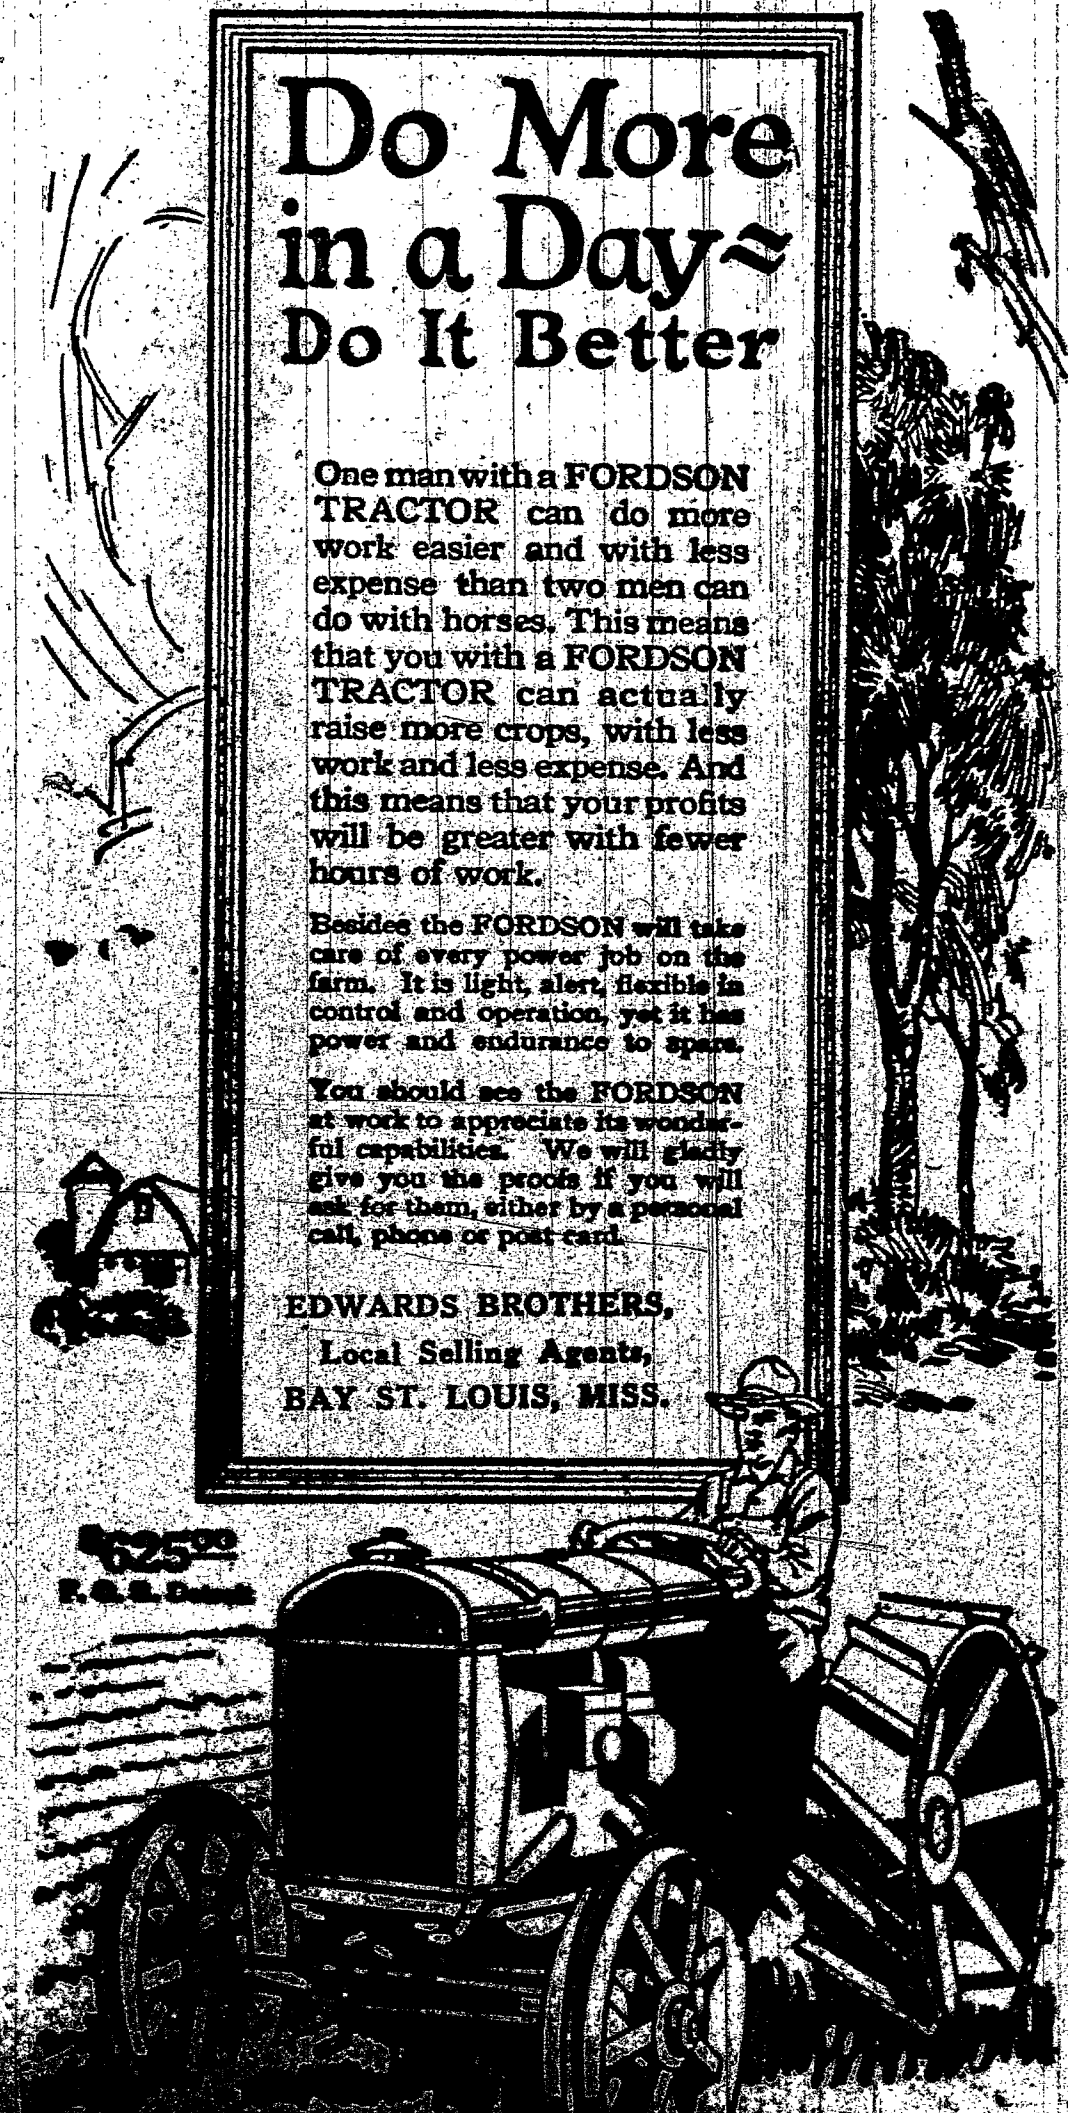 Do More
in a Day~
Do It Better
One man with a FORDSON
TRACTOR can do more
work easier and with less
expense than two men can
do with horses. This means
that you with a FORDSON
TRACTOR can actually
raise more crops, with less
work and less expense. And
this means that your profits
will be greater with fewer
hours of work.
Besides the FORDSON will take
care of every power job on the
farm. It is light, alert, flexible in
control and operation, yet it has
power and endurance to spare.
You should see the FORDSON
at work to appreciate its wonder-
ful capabilities. We will gladly
give you the proofs if you will
ask for them, either by a personal
call, phone or post card.
EDWARDS BROTHERS,
Local Selling Agents,
BAY ST. LOUIS, MISS.
$625.00
F. O. B. Detroit